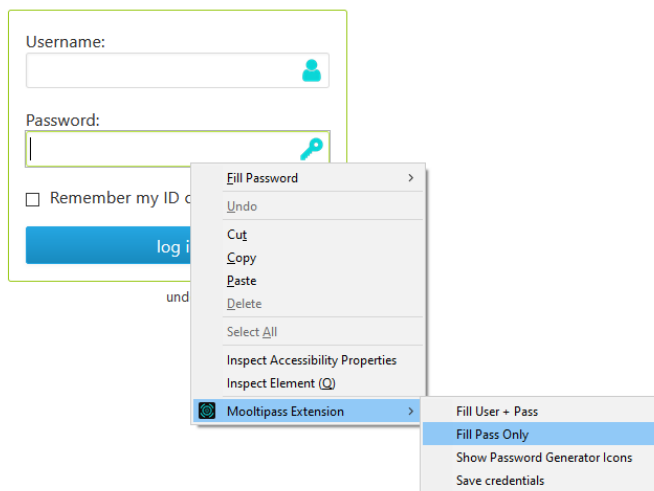 Username:
Password:
Remember my ID
log i
und
Fill Password
Undo
Cut
Copy
Paste
Delete
Select All
Inspect Accessibility Properties
Inspect Element (Q)
Mooltipass Extension
Fill User + Pass
Fill Pass Only
Show Password Generator Icons
Save credentials